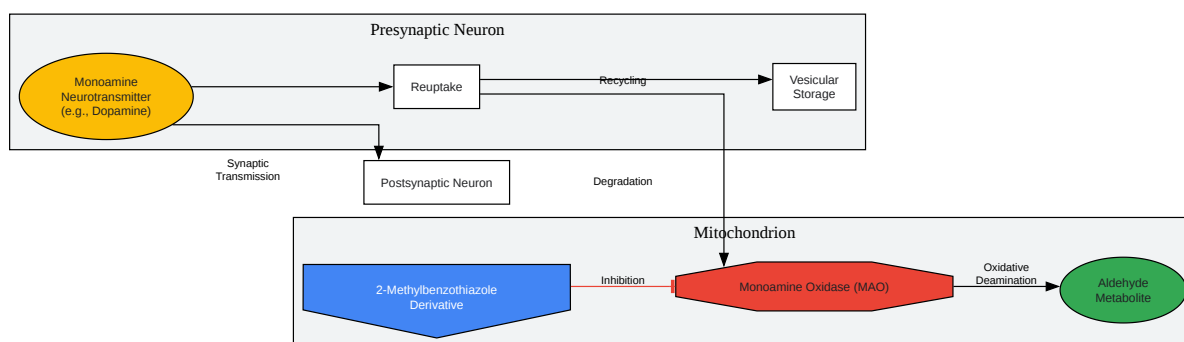 Presynaptic Neuron
Monoamine
Neurotransmitter
(e.g., Dopamine)
Reuptake
Recycling
Vesicular
Storage
Synaptic
Transmission
Postsynaptic Neuron
Degradation
Mitochondrion
2-Methylbenzothiazole
Derivative
Inhibition
Monoamine Oxidase (MAO)
Oxidative
Deamination
Aldehyde
Metabolite